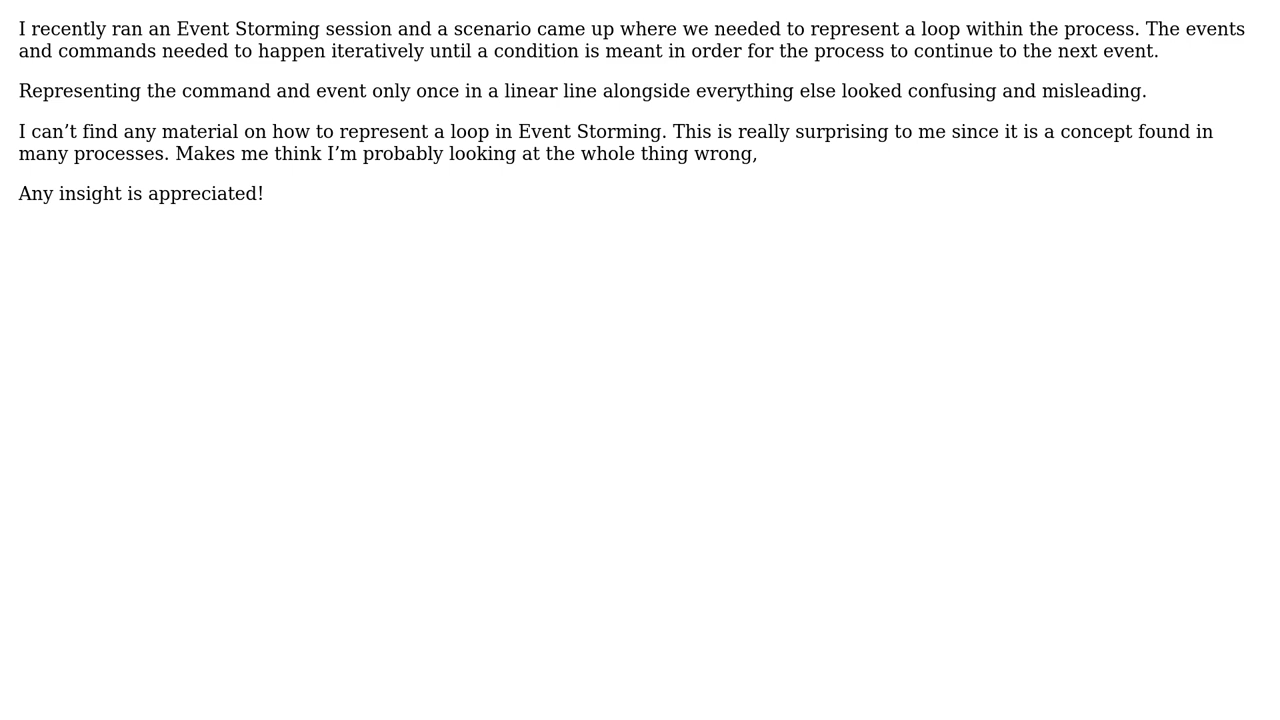 I recently ran an Event Storming session and a scenario came up where we needed to represent a loop within the process. The events
and commands needed to happen iteratively until a condition is meant in order for the process to continue to the next event.
Representing the command and event only once in a linear line alongside everything else looked confusing and misleading.
I can’t find any material on how to represent a loop in Event Storming. This is really surprising to me since it is a concept found in
many processes. Makes me think I’m probably looking at the whole thing wrong,
Any insight is appreciated!